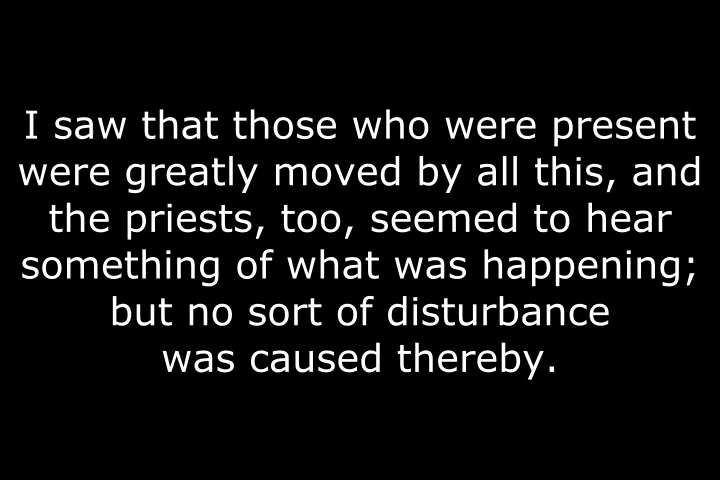 I saw that those who were present
were greatly moved by all this, and
the priests, too, seemed to hear
something of what was happening;
but no sort of disturbance
was caused thereby.